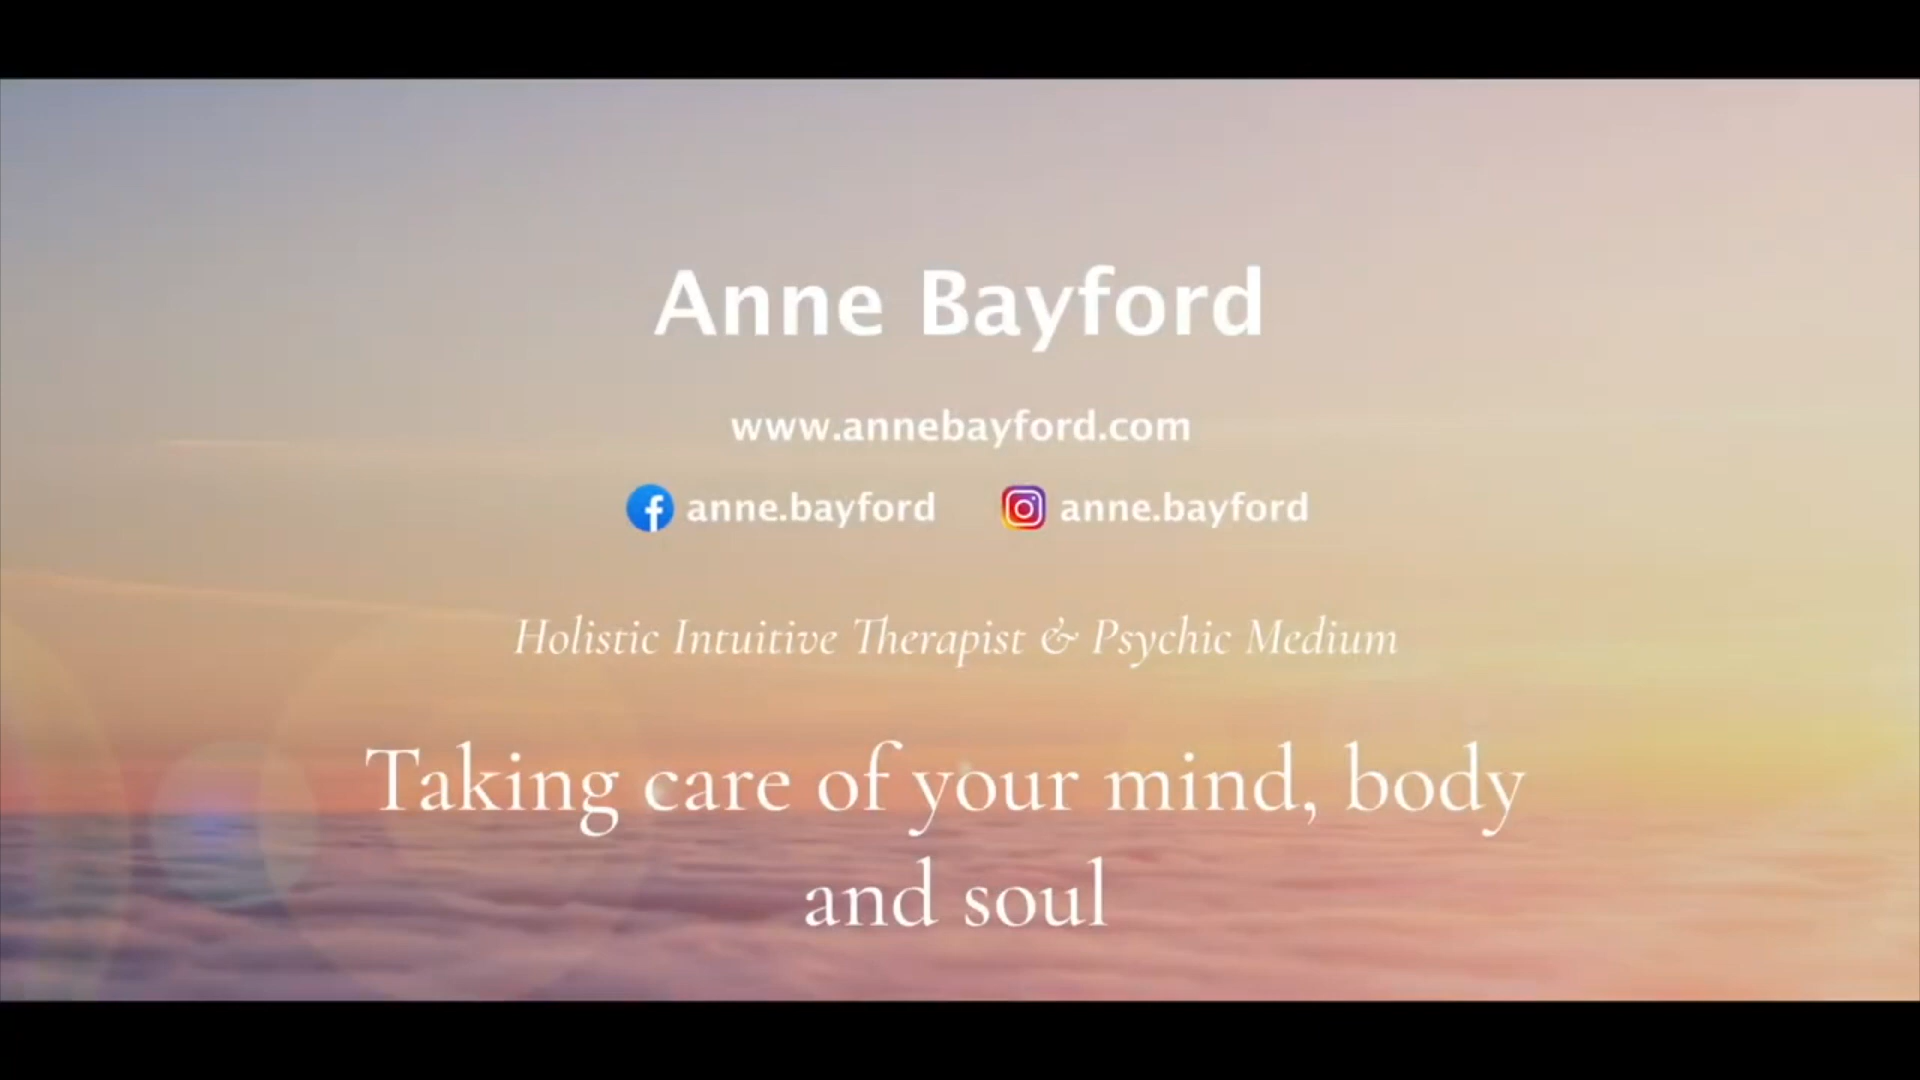 Anne Bayford
www.annebayford.com
anne.bayford anne.bayford
Holistic Intuitive Therapist & Psychic Medium
Taking care of your mind, body
and soul